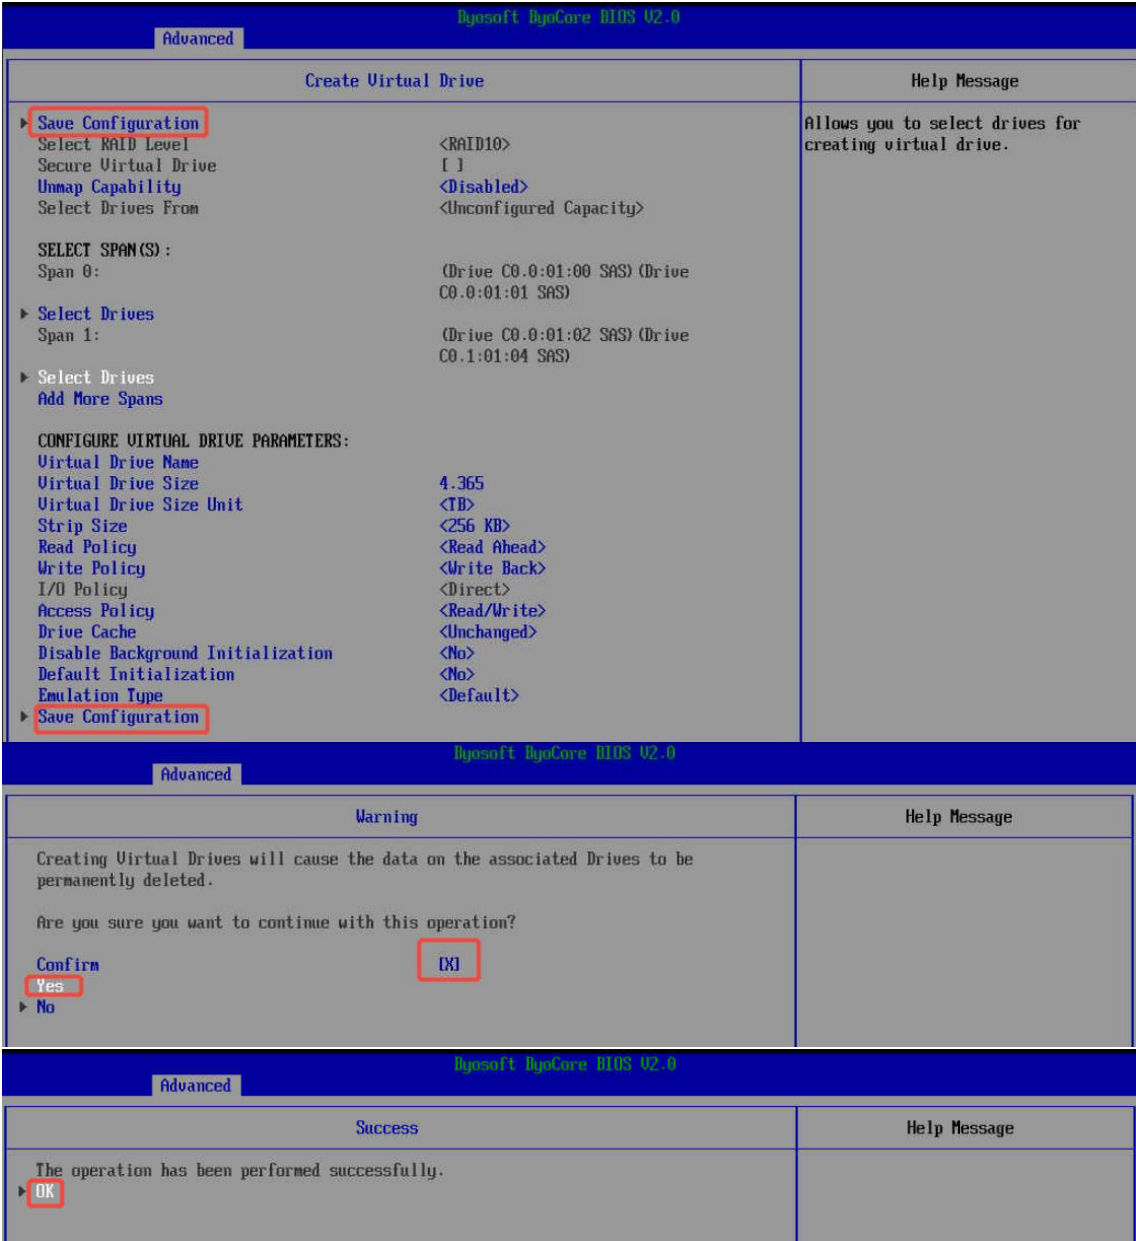 Byosoft ByoCore BIOS V2.0
Advanced
Create Virtual Drive
Help Message
Save Configuration
Allows you to select drives for
creating virtual drive.
Select RAID Level <RAID10>
Secure Virtual Drive [ ]
Unmap Capability <Disabled>
Select Drives From <Unconfigured Capacity>
SELECT SPAN(S):
Span 0: (Drive C0.0:01:00 SAS)(Drive
C0.0:01:01 SAS)
Select Drives
Span 1: (Drive C0.0:01:02 SAS)(Drive
C0.1:01:04 SAS)
Select Drives
Add More Spans
CONFIGURE VIRTUAL DRIVE PARAMETERS:
Virtual Drive Name
Virtual Drive Size 4.365
Virtual Drive Size Unit <TB>
Strip Size <256 KB>
Read Policy <Read Ahead>
Write Policy <Write Back>
I/O Policy <Direct>
Access Policy <Read/Write>
Drive Cache <Unchanged>
Disable Background Initialization <No>
Default Initialization <No>
Emulation Type <Default>
Save Configuration
Byosoft ByoCore BIOS V2.0
Advanced
Warning
Help Message
Creating Virtual Drives will cause the data on the associated Drives to be
permanently deleted.
Are you sure you want to continue with this operation?
Confirm [X]
Yes
No
Byosoft ByoCore BIOS V2.0
Advanced
Success
Help Message
The operation has been performed successfully.
OK